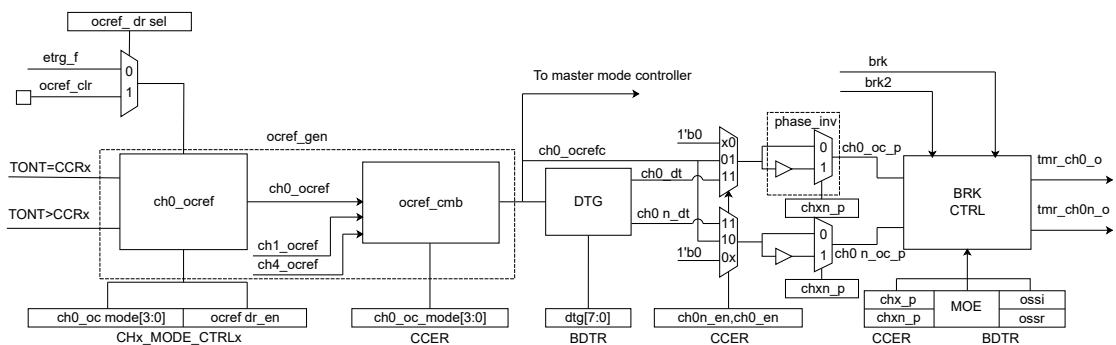 ocref_ dr sel
etrg_f
0
ocref_clr
1
To master mode controller
brk
brk2
ocref_gen
phase_inv
TONT=CCRx
TONT>CCRx
ch0_ocref
ch0_ocref
ch1_ocref
ch4_ocref
ocref_cmb
ch0_ocrefc
DTG
ch0_dt
ch0 n_dt
1'b0
x0
01
11
11
10
0x
1'b0
0
1
chxn_p
0
1
chxn_p
ch0_oc_p
ch0 n_oc_p
BRK
CTRL
tmr_ch0_o
tmr_ch0n_o
ch0_oc mode[3:0]
ocref dr_en
CHx_MODE_CTRLx
ch0_oc_mode[3:0]
CCER
dtg[7:0]
BDTR
ch0n_en,ch0_en
CCER
chx_p
chxn_p
MOE
ossi
ossr
CCER
BDTR